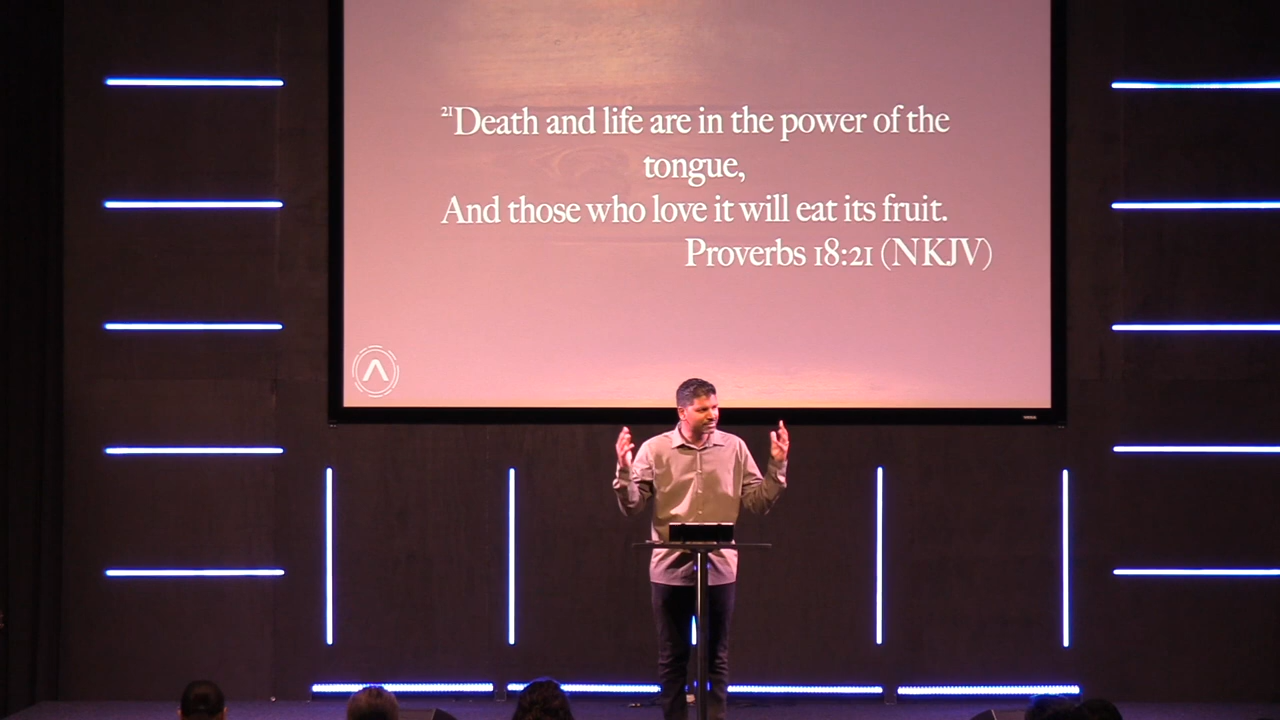 ²¹Death and life are in the power of the
tongue,
And those who love it will eat its fruit.
Proverbs 18:21 (NKJV)